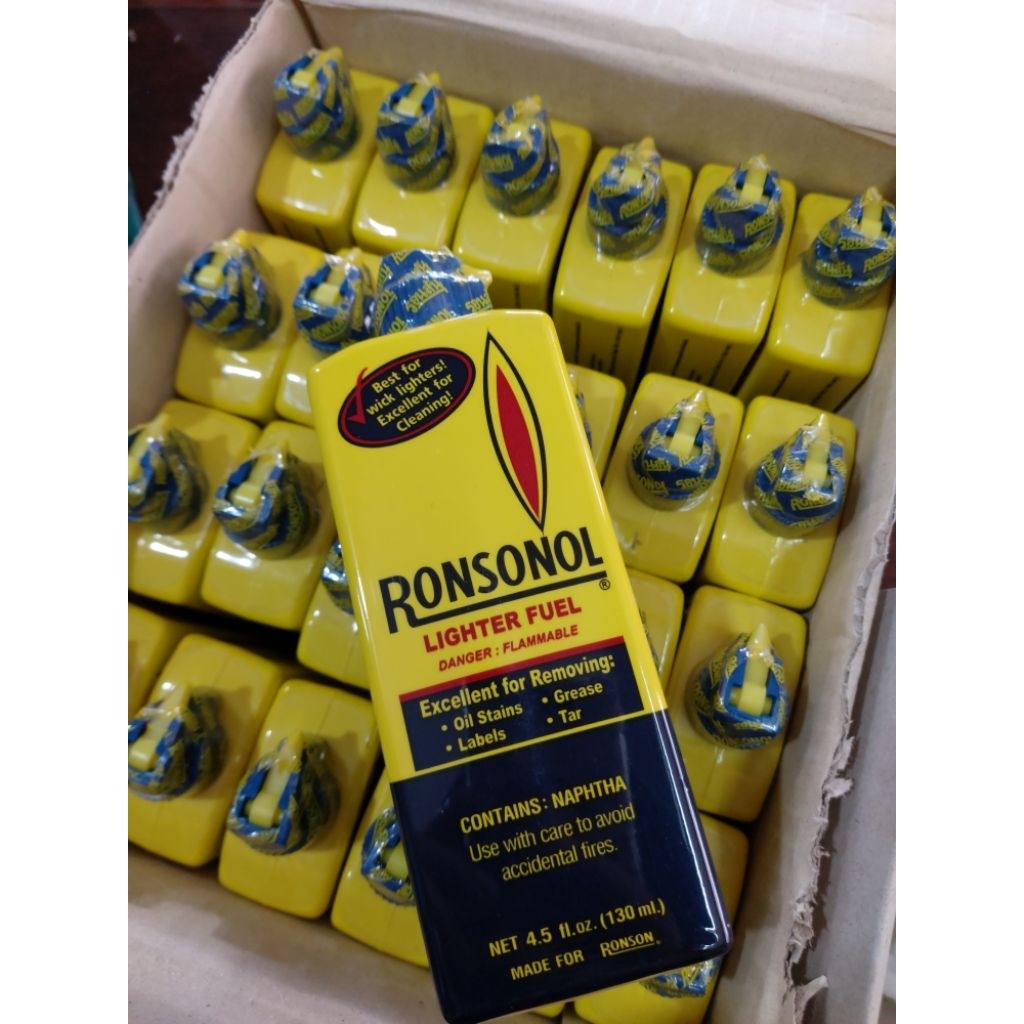 Best for
wick lighters!
Excellent for
Cleaning!
RONSONOL®
LIGHTER FUEL
DANGER : FLAMMABLE
Excellent for Removing:
• Oil Stains • Grease
• Labels • Tar
CONTAINS: NAPHTHA
Use with care to avoid
accidental fires.
NET 4.5 fl.oz. (130 ml.)
MADE FOR RONSON